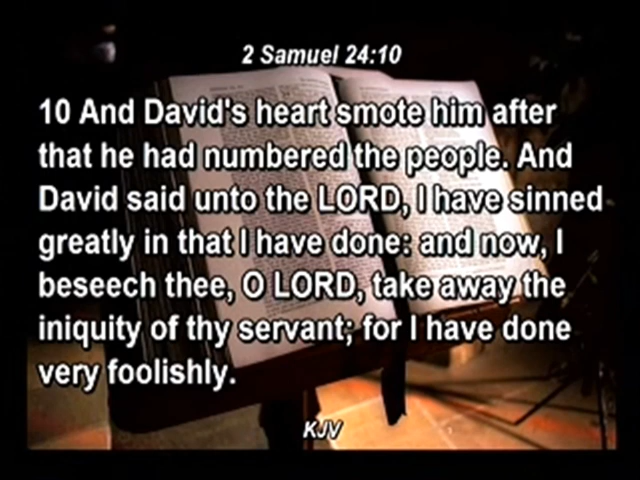 2 Samuel 24:10
10 And David's heart smote him after
that he had numbered the people. And
David said unto the LORD, I have sinned
greatly in that I have done: and now, I
beseech thee, O LORD, take away the
iniquity of thy servant; for I have done
very foolishly.
KJV